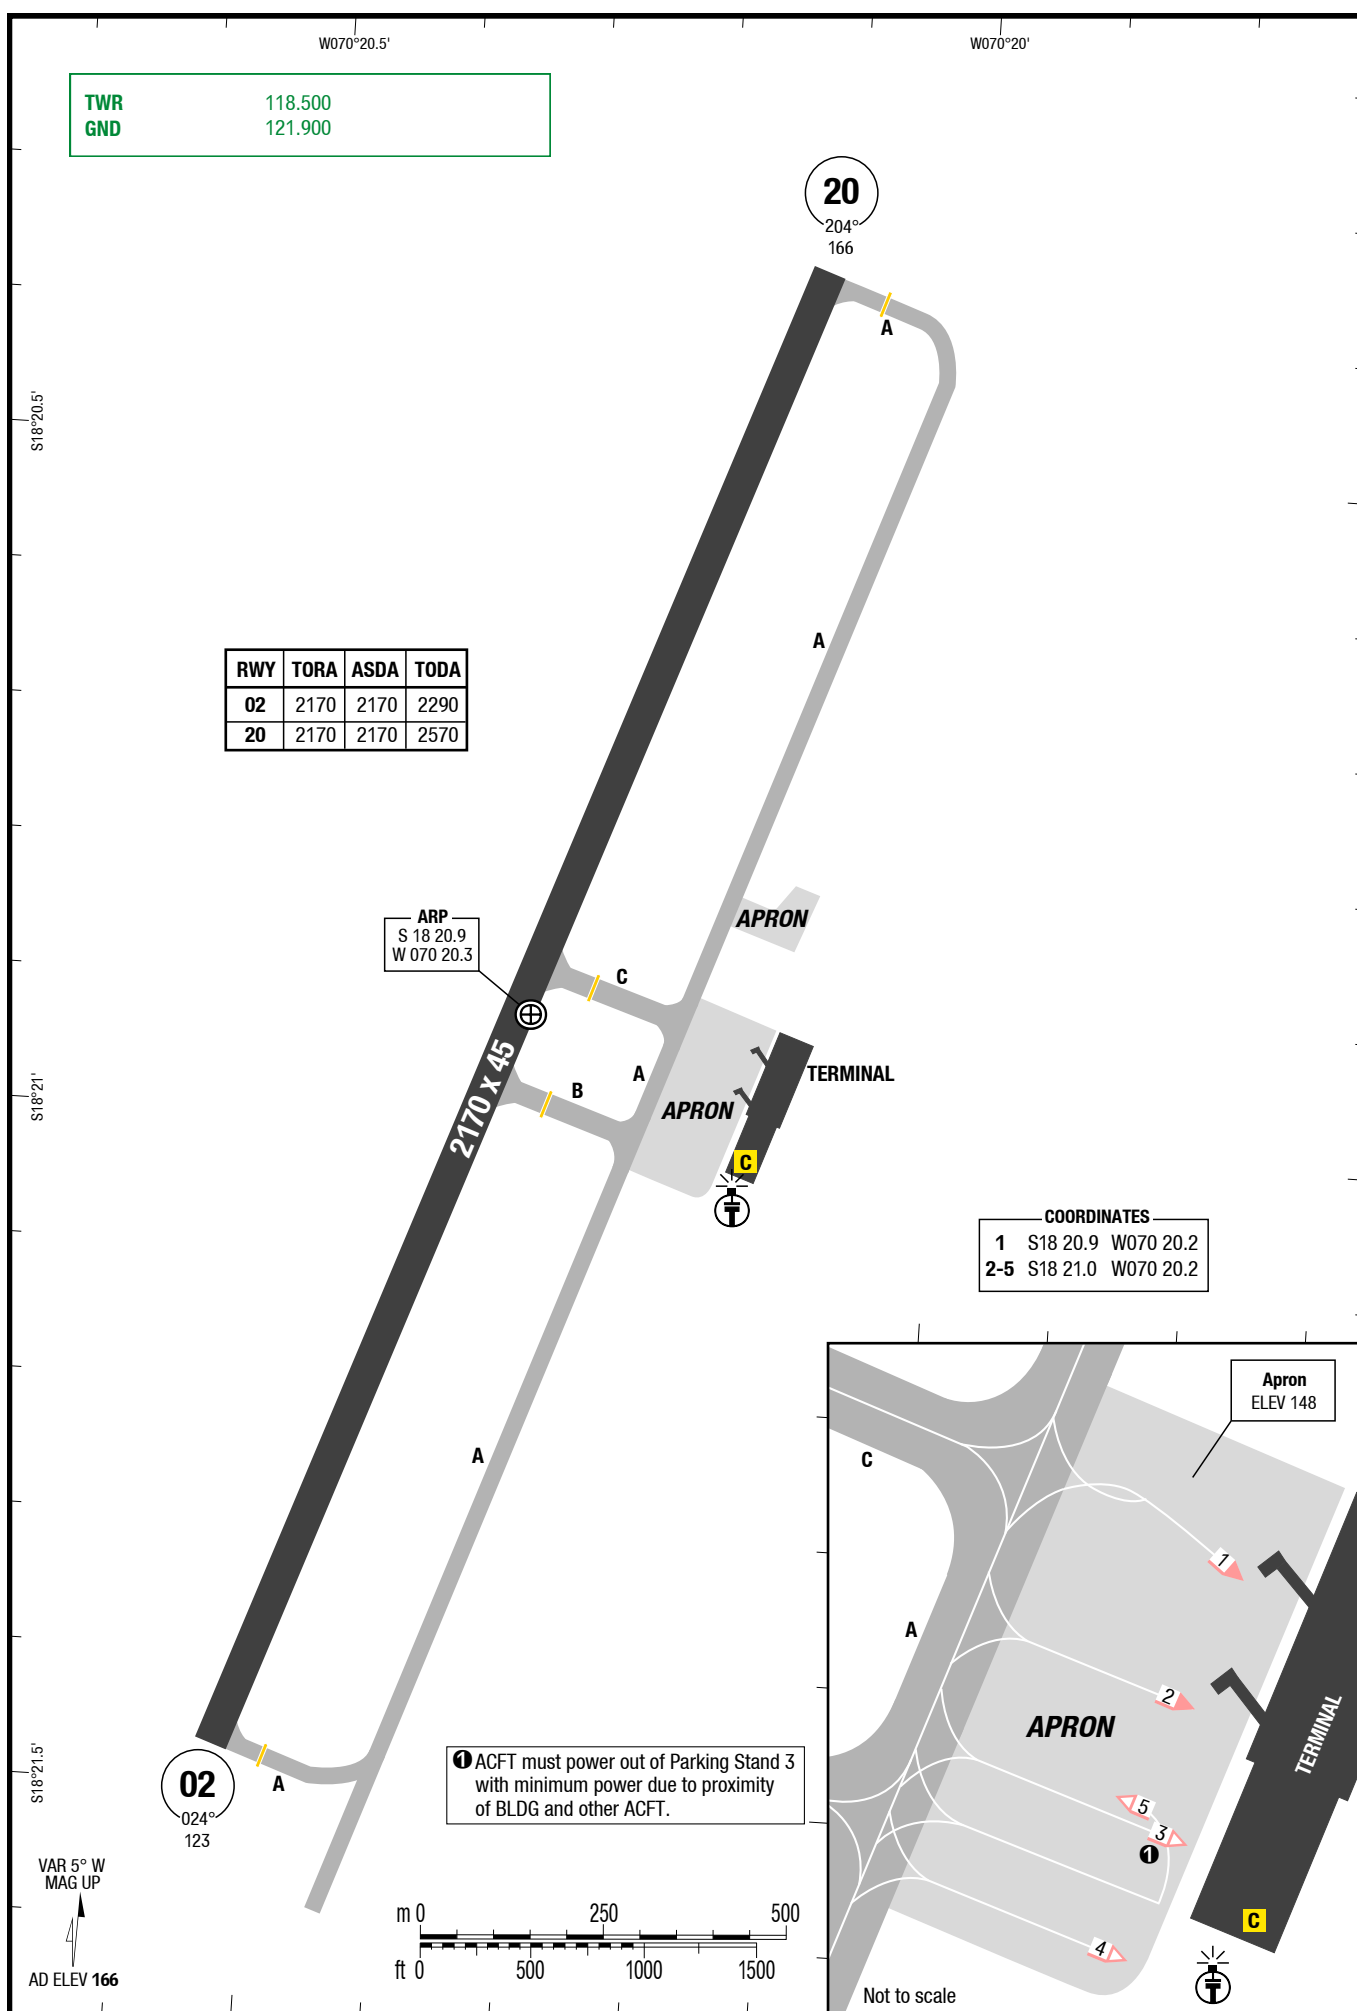 W070°20.5'
W070°20'
TWR 118.500
GND 121.900
20
204°
166
A
S18°20.5'
A
RWY TORA ASDA TODA
02 2170 2170 2290
20 2170 2170 2570
APRON
ARP
S 18 20.9
W 070 20.3
C
2170 x 45
S18°21'
A
TERMINAL
B
APRON
C
COORDINATES
1 S18 20.9 W070 20.2
2-5 S18 21.0 W070 20.2
A
Apron
ELEV 148
C
1
A
2
APRON
TERMINAL
5
3
1
4
C
Not to scale
S18°21.5'
02
024°
123
A
1 ACFT must power out of Parking Stand 3
with minimum power due to proximity
of BLDG and other ACFT.
VAR 5° W
MAG UP
AD ELEV 166
m 0 250 500
ft 0 500 1000 1500